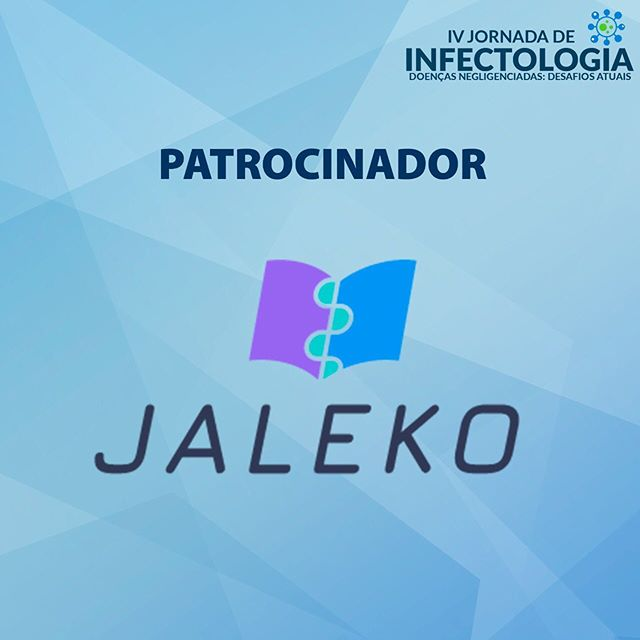 IV JORNADA DE
INFECTOLOGIA
DOENÇAS NEGLIGENCIADAS: DESAFIOS ATUAIS
PATROCINADOR
JALEKO